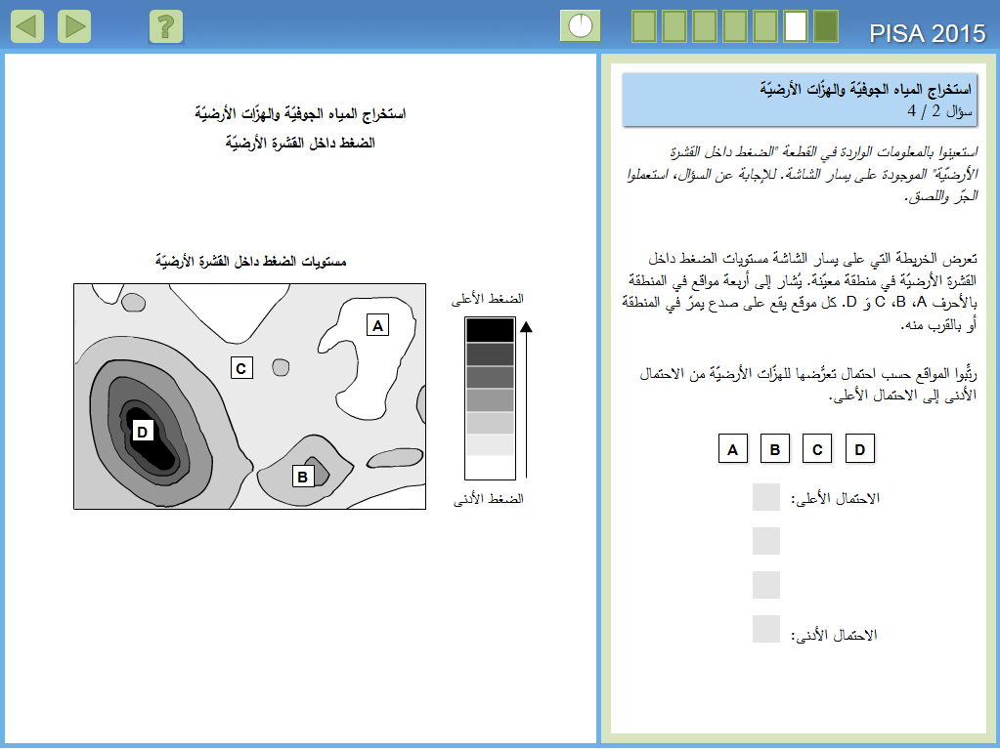 ?
PISA 2015
استخراج المياه الجوفيّة والهزّات الأرضيّة
الضغط داخل القشرة الأرضيّة
مستويات الضغط داخل القشرة الأرضيّة
A
C
D
B
الضغط الأعلى
الضغط الأدنى
استخراج المياه الجوفيّة والهزّات الأرضيّة
سؤال 2 / 4
استعينوا بالمعلومات الواردة في القطعة "الضغط داخل القشرة
الأرضيّة" الموجودة على يسار الشاشة. للإجابة عن السؤال، استعملوا
الجرّ واللصق.
تعرض الخريطة التي على يسار الشاشة مستويات الضغط داخل
القشرة الأرضيّة في منطقة معيّنة. يُشار إلى أربعة مواقع في المنطقة
بالأحرف A، B، C وَ D. كل موقع يقع على صدع يمرّ في المنطقة
أو بالقرب منه.
رتِّبوا المواقع حسب احتمال تعرُّضها للهزّات الأرضيّة من الاحتمال
الأدنى إلى الاحتمال الأعلى.
A B C D
الاحتمال الأعلى:
الاحتمال الأدنى: